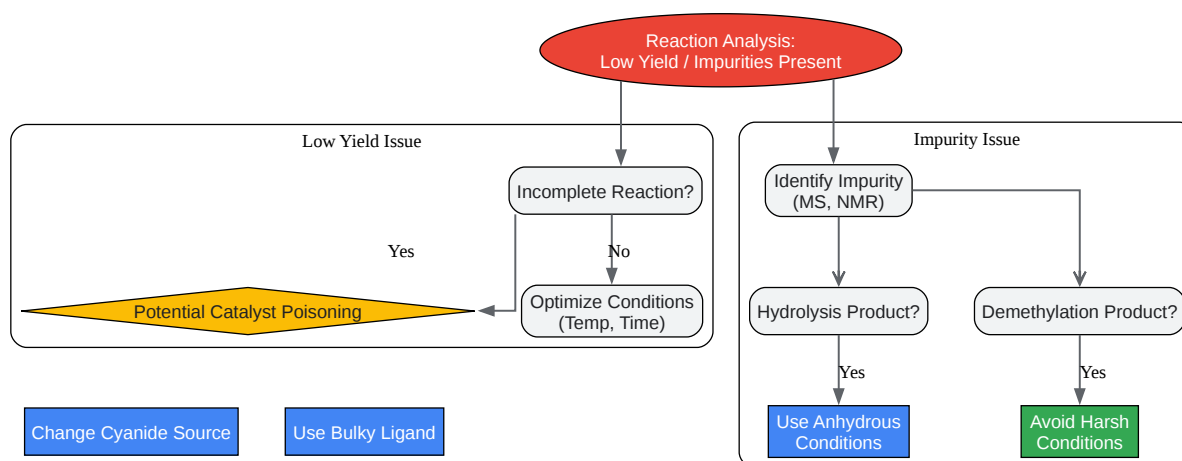 Reaction Analysis:
Low Yield / Impurities Present
Low Yield Issue
Impurity Issue
Incomplete Reaction?
Identify Impurity
(MS, NMR)
Yes
No
Potential Catalyst Poisoning
Optimize Conditions
(Temp, Time)
Hydrolysis Product?
Demethylation Product?
Yes
Yes
Change Cyanide Source
Use Bulky Ligand
Use Anhydrous
Conditions
Avoid Harsh
Conditions